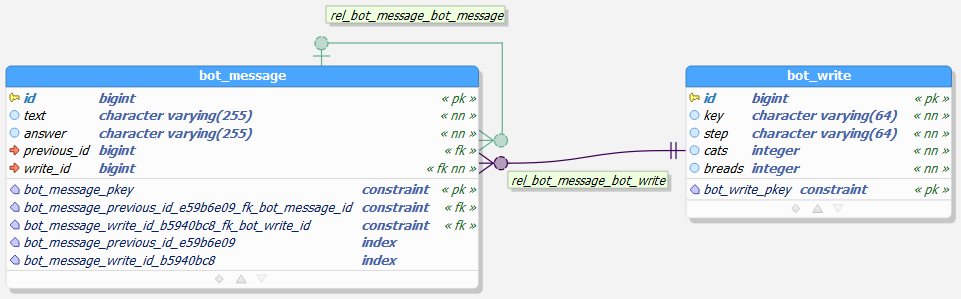 rel_bot_message_bot_message
bot_message
id bigint « pk »
text character varying(255) « nn »
answer character varying(255) « nn »
previous_id bigint « fk »
write_id bigint « fk nn »
bot_message_pkey constraint « pk »
bot_message_previous_id_e59b6e09_fk_bot_message_id constraint « fk »
bot_message_write_id_b5940bc8_fk_bot_write_id constraint « fk »
bot_message_previous_id_e59b6e09 index
bot_message_write_id_b5940bc8 index
rel_bot_message_bot_write
bot_write
id bigint « pk »
key character varying(64) « nn »
step character varying(64) « nn »
cats integer « nn »
breads integer « nn »
bot_write_pkey constraint « pk »